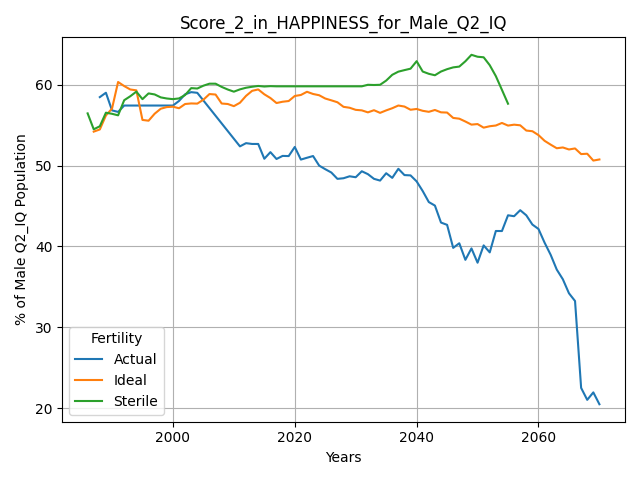 Score_2_in_HAPPINESS_for_Male_Q2_IQ
% of Male Q2_IQ Population
60
50
40
30
20
Fertility
Actual
Ideal
Sterile
2000
2020
2040
2060
Years